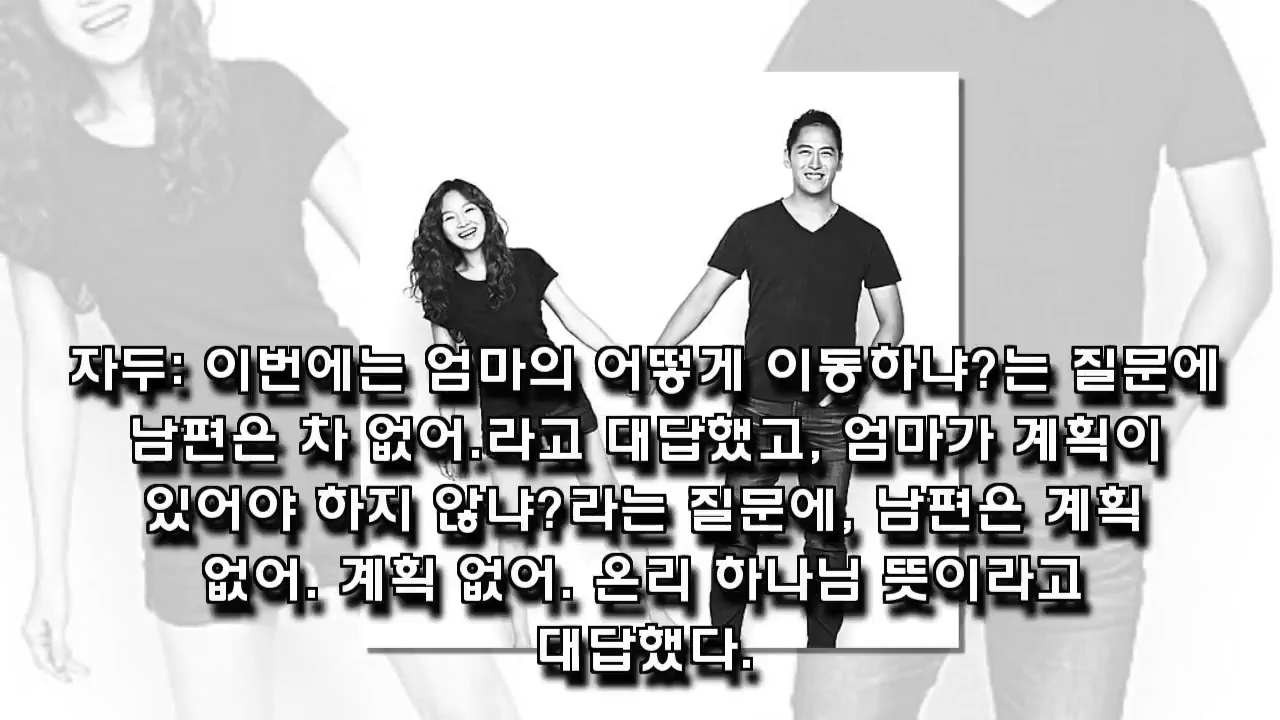 자두: 이번에는 엄마의 어떻게 이동하냐?는 질문에
남편은 차 없어.라고 대답했고, 엄마가 계획이
있어야 하지 않냐?라는 질문에, 남편은 계획
없어. 계획 없어. 온리 하나님 뜻이라고
대답했다.